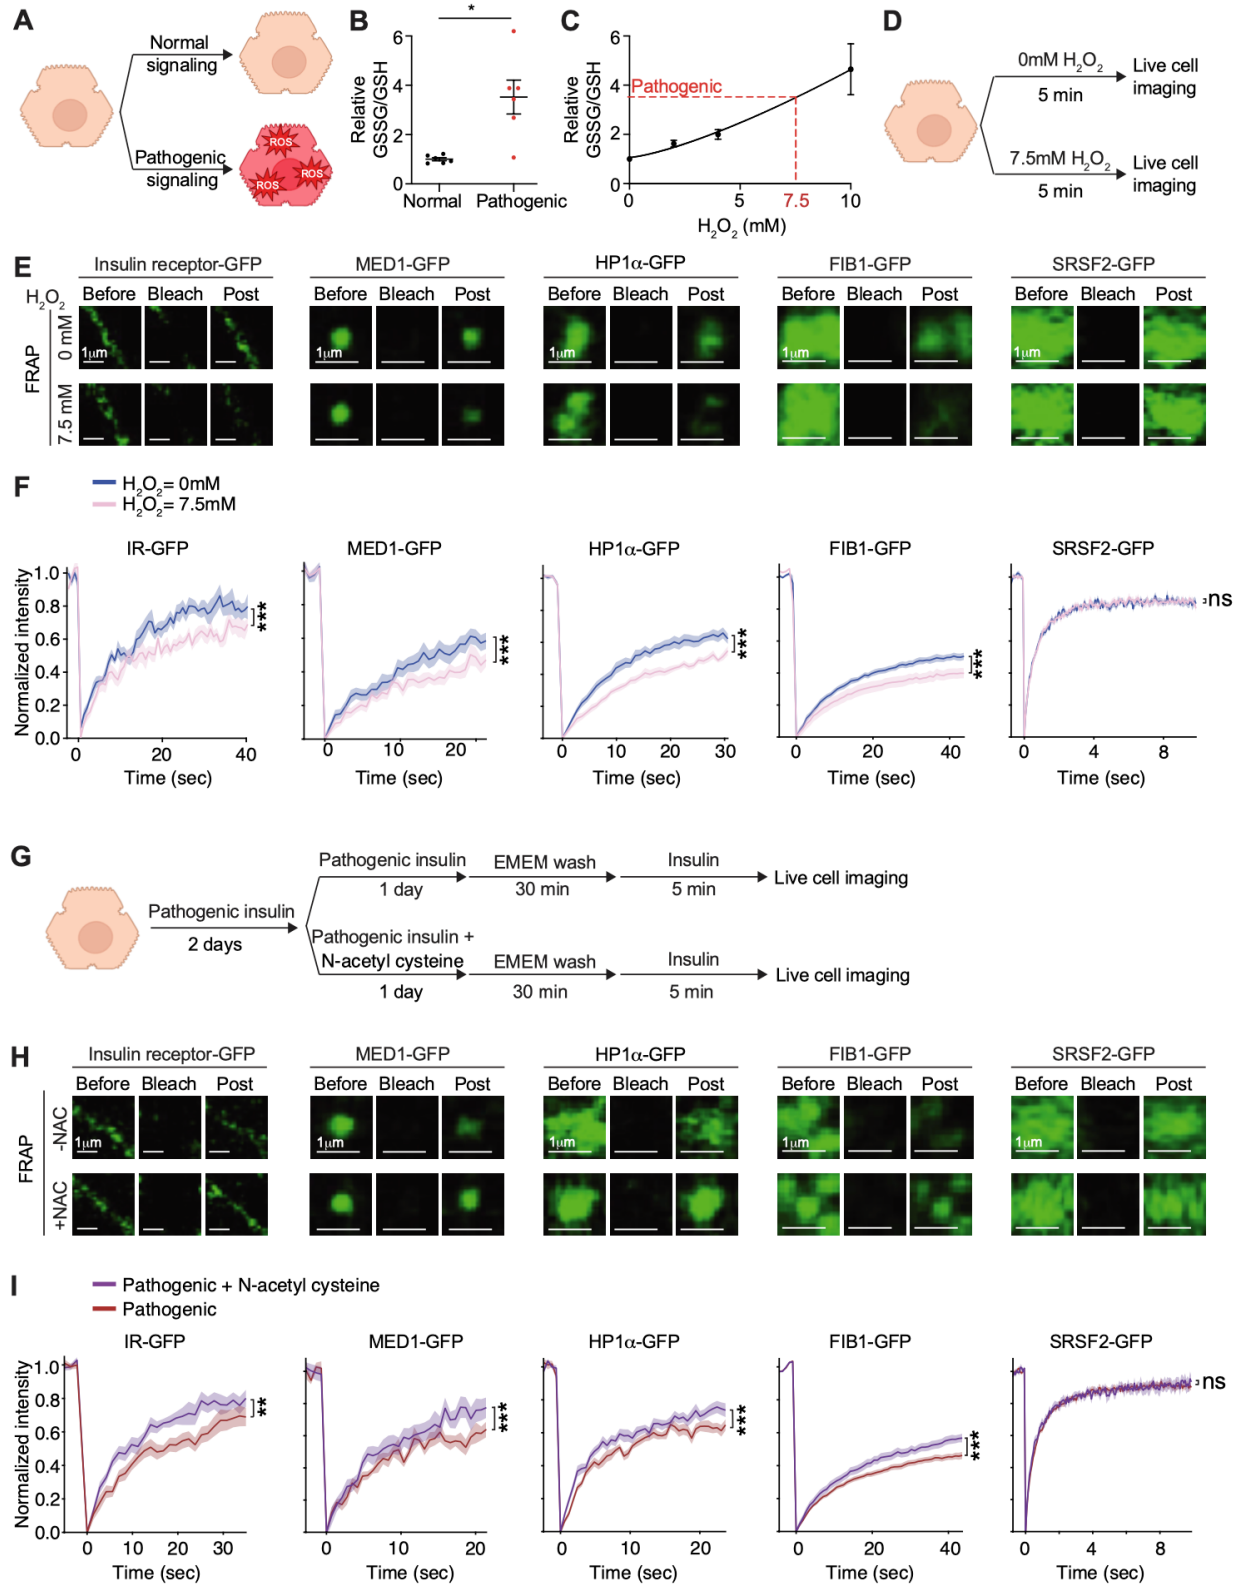 A
Normal
signaling
Pathogenic
signaling
ROS
ROS
ROS
B
*
Relative
GSSG/GSH
6
4
2
0
Normal
Pathogenic
C
Relative
GSSG/GSH
6
4
2
0
Pathogenic
0
5
7.5
10
H₂O₂ (mM)
D
0mM H₂O₂
5 min
Live cell
imaging
7.5mM H₂O₂
5 min
Live cell
imaging
E
Insulin receptor-GFP
MED1-GFP
HP1α-GFP
FIB1-GFP
SRSF2-GFP
H₂O₂
Before Bleach Post
Before Bleach Post
Before Bleach Post
Before Bleach Post
Before Bleach Post
FRAP
0 mM
1μm
1μm
1μm
1μm
1μm
7.5 mM
F
H₂O₂= 0mM
H₂O₂= 7.5mM
IR-GFP
MED1-GFP
HP1α-GFP
FIB1-GFP
SRSF2-GFP
Normalized intensity
1.0
0.8
0.6
0.4
0.2
0.0
***
***
***
***
ns
0 20 40
0 10 20
0 10 20 30
0 20 40
0 4 8
Time (sec)
Time (sec)
Time (sec)
Time (sec)
Time (sec)
G
Pathogenic insulin
2 days
Pathogenic insulin
1 day
EMEM wash
30 min
Insulin
5 min
Live cell imaging
Pathogenic insulin +
N-acetyl cysteine
1 day
EMEM wash
30 min
Insulin
5 min
Live cell imaging
H
Insulin receptor-GFP
MED1-GFP
HP1α-GFP
FIB1-GFP
SRSF2-GFP
Before Bleach Post
Before Bleach Post
Before Bleach Post
Before Bleach Post
Before Bleach Post
FRAP
-NAC
1μm
1μm
1μm
1μm
1μm
+NAC
I
Pathogenic + N-acetyl cysteine
Pathogenic
IR-GFP
MED1-GFP
HP1α-GFP
FIB1-GFP
SRSF2-GFP
Normalized intensity
1.0
0.8
0.6
0.4
0.2
0.0
**
***
***
***
ns
0 10 20 30
0 10 20
0 10 20
0 20 40
0 4 8
Time (sec)
Time (sec)
Time (sec)
Time (sec)
Time (sec)